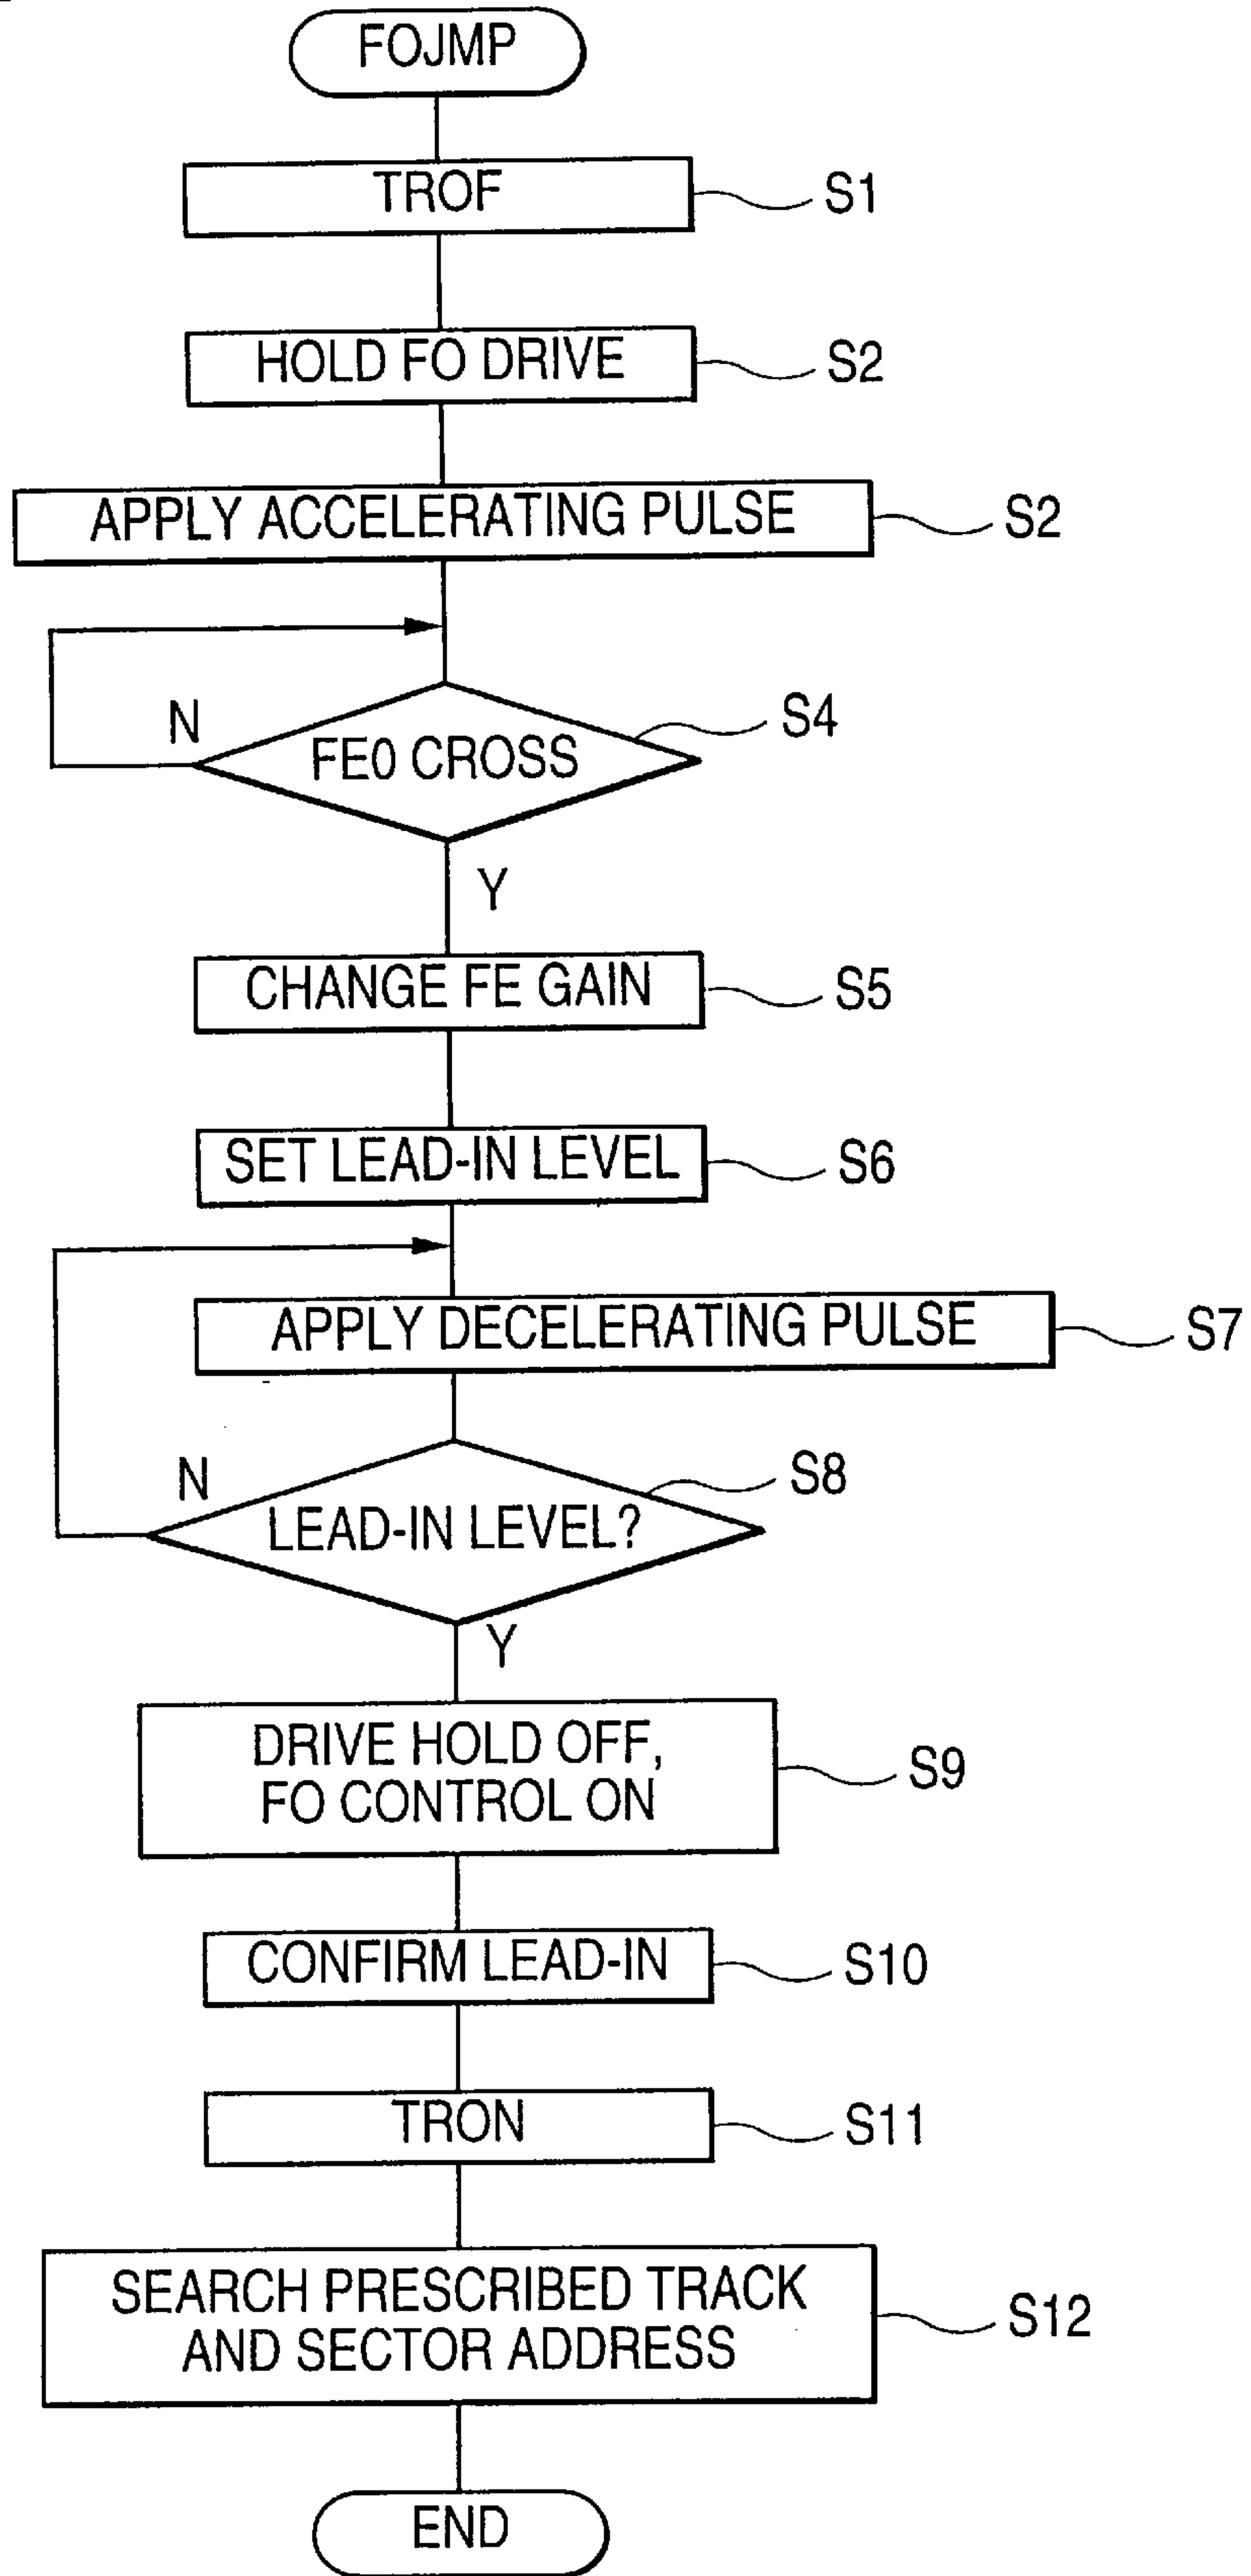 FOJMP
TROF
S1
HOLD FO DRIVE
S2
APPLY ACCELERATING PULSE
S2
N
FE0 CROSS
S4
Y
CHANGE FE GAIN
S5
SET LEAD-IN LEVEL
S6
APPLY DECELERATING PULSE
S7
N
LEAD-IN LEVEL?
S8
Y
DRIVE HOLD OFF,
FO CONTROL ON
S9
CONFIRM LEAD-IN
S10
TRON
S11
SEARCH PRESCRIBED TRACK
AND SECTOR ADDRESS
S12
END